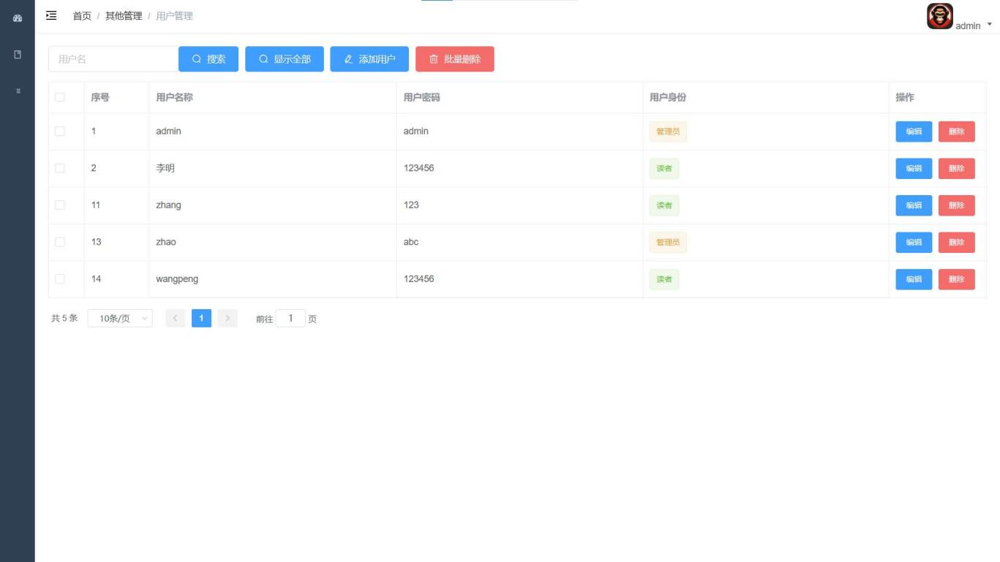 首页 / 其他管理 / 用户管理
admin
用户名 搜索 显示全部 添加用户 批量删除
序号 用户名称 用户密码 用户身份 操作
1 admin admin 管理员 编辑 删除
2 李明 123456 读者 编辑 删除
11 zhang 123 读者 编辑 删除
13 zhao abc 管理员 编辑 删除
14 wangpeng 123456 读者 编辑 删除
共 5 条 10条/页 1 前往 1 页